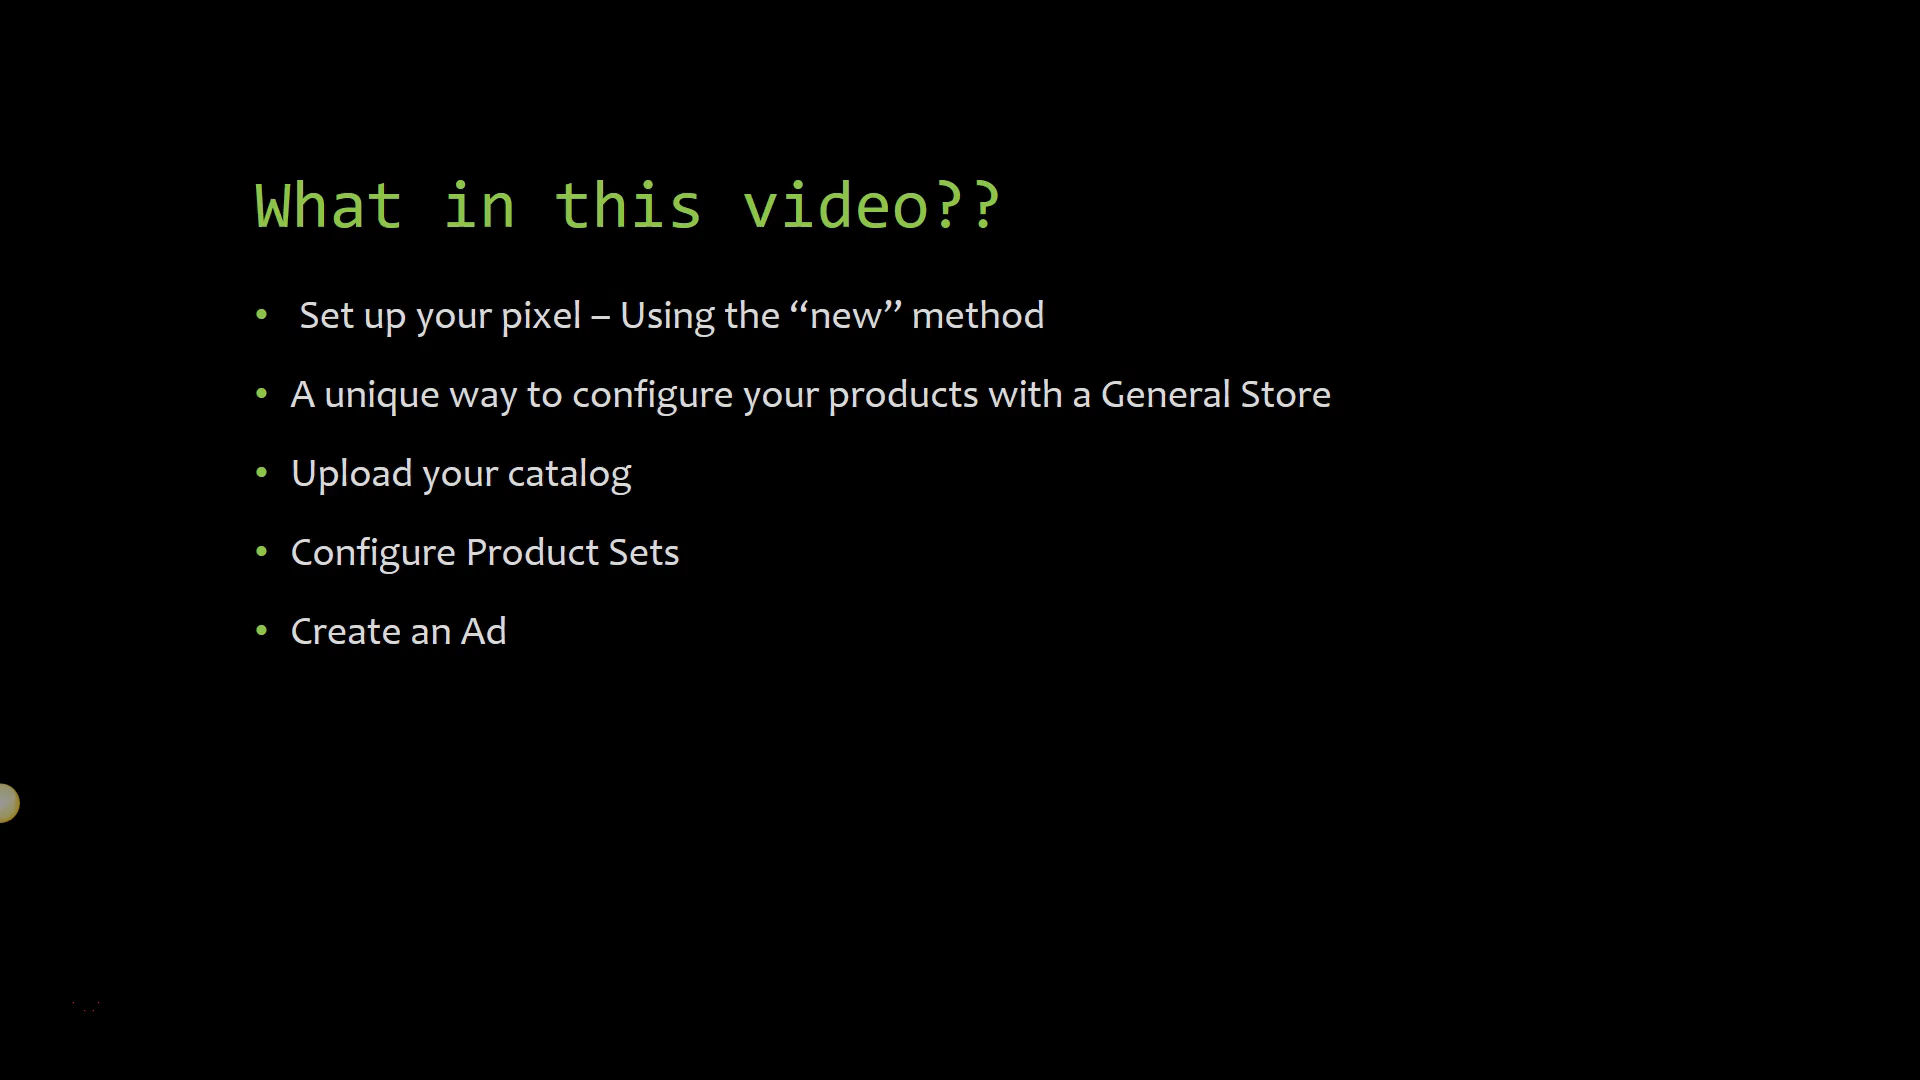 What in this video??
• Set up your pixel – Using the “new” method
• A unique way to configure your products with a General Store
• Upload your catalog
• Configure Product Sets
• Create an Ad